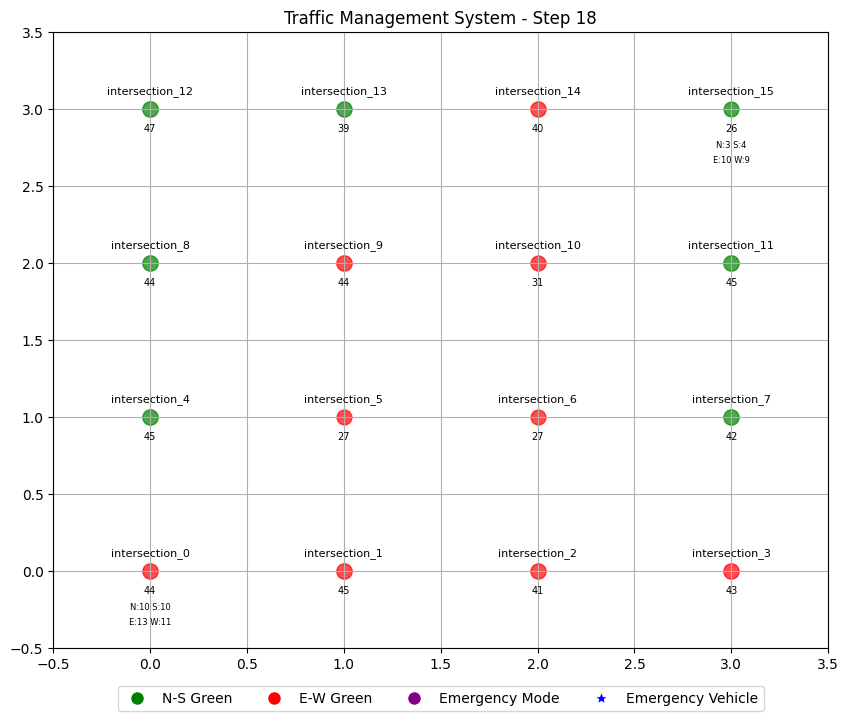 Traffic Management System - Step 18
3.5
intersection_12 intersection_13 intersection_14 intersection_15
3.0
47 39 40 26
N:3 S:4
E:10 W:9
2.5
intersection_8 intersection_9 intersection_10 intersection_11
2.0
44 44 31 45
1.5
intersection_4 intersection_5 intersection_6 intersection_7
1.0
45 27 27 42
0.5
intersection_0 intersection_1 intersection_2 intersection_3
0.0
44 45 41 43
N:10 S:10
E:13 W:11
−0.5
−0.5 0.0 0.5 1.0 1.5 2.0 2.5 3.0 3.5
N-S Green E-W Green Emergency Mode Emergency Vehicle